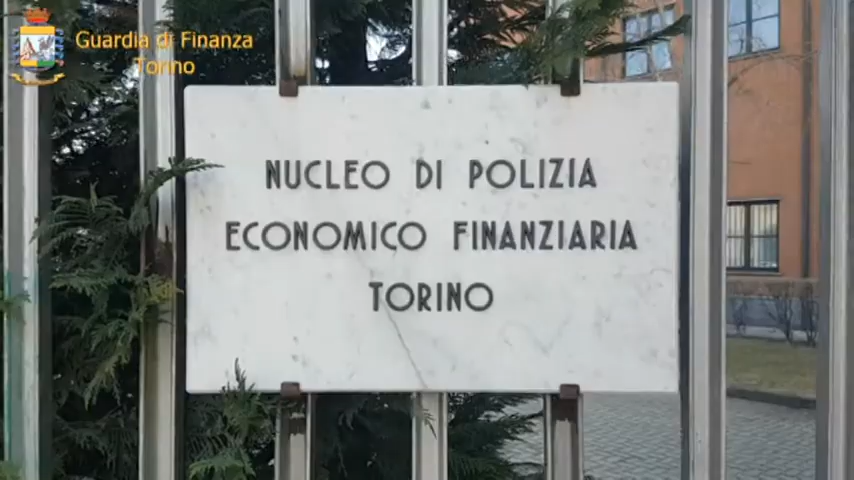 Guardia di Finanza
Torino
NUCLEO DI POLIZIA
ECONOMICO FINANZIARIA
TORINO